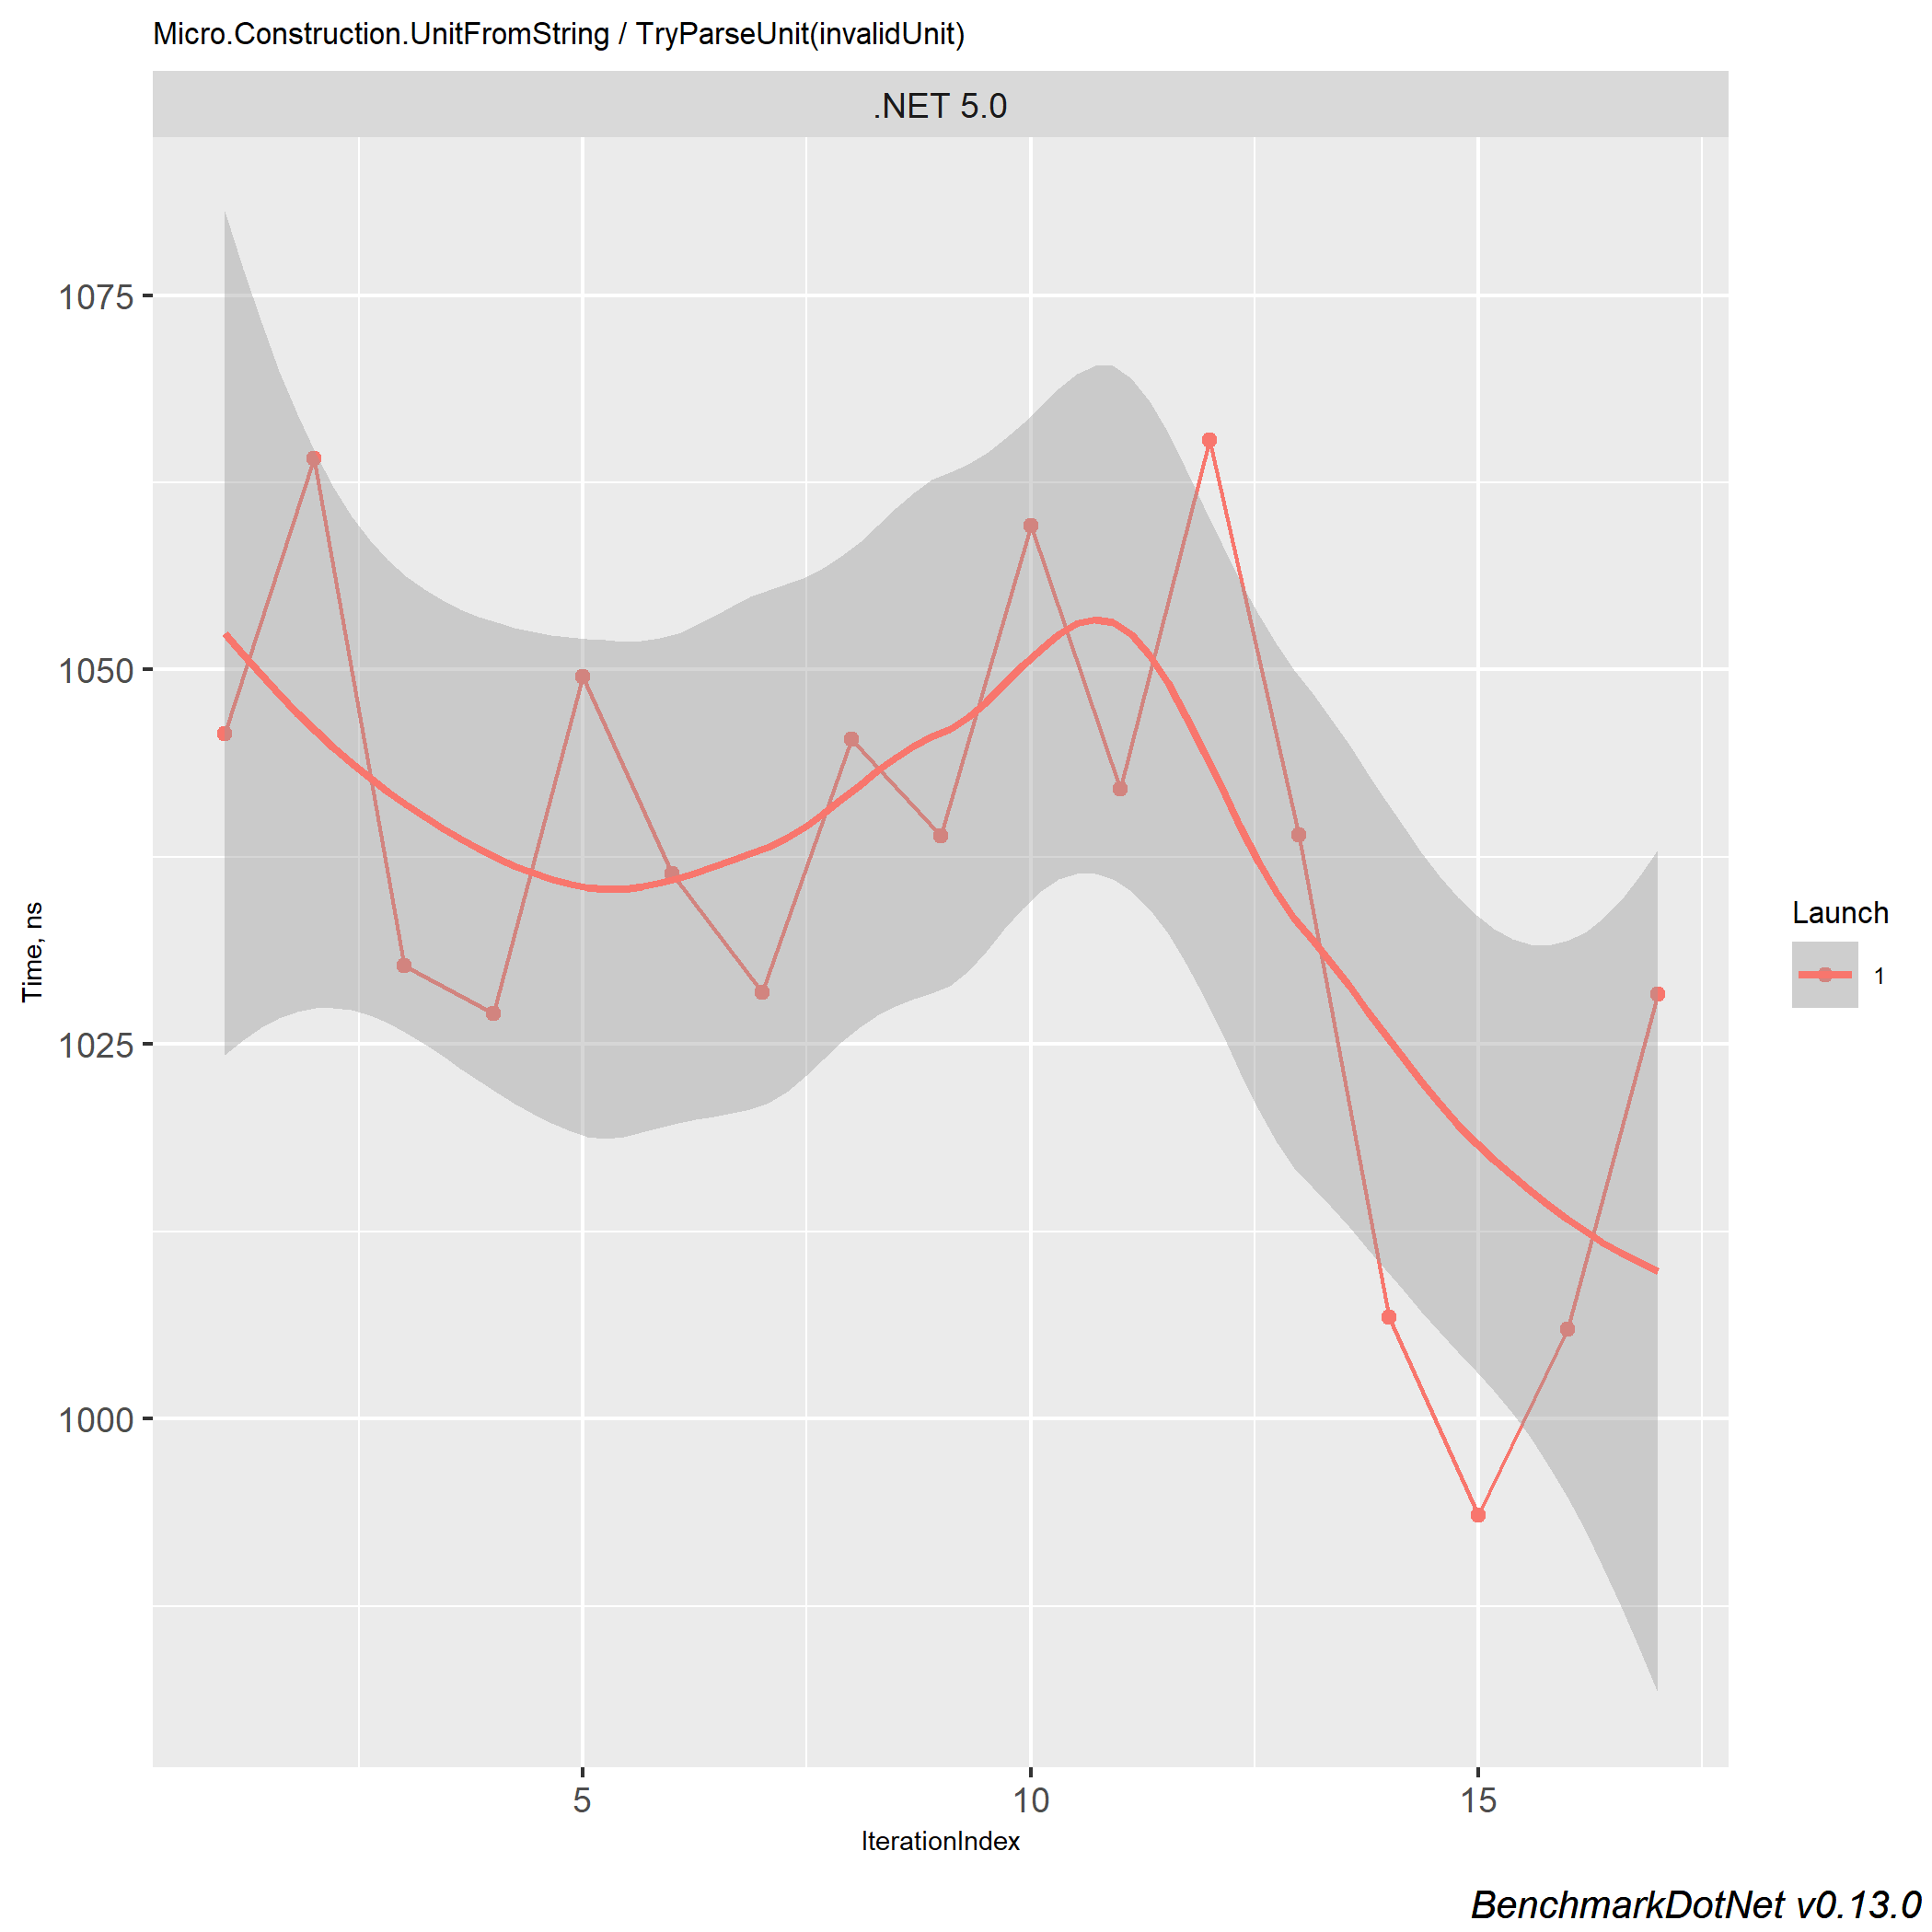 Micro.Construction.UnitFromString / TryParseUnit(invalidUnit)
.NET 5.0
1075
1050
1025
1000
Time, ns
5 10 15
IterationIndex
Launch
1
BenchmarkDotNet v0.13.0